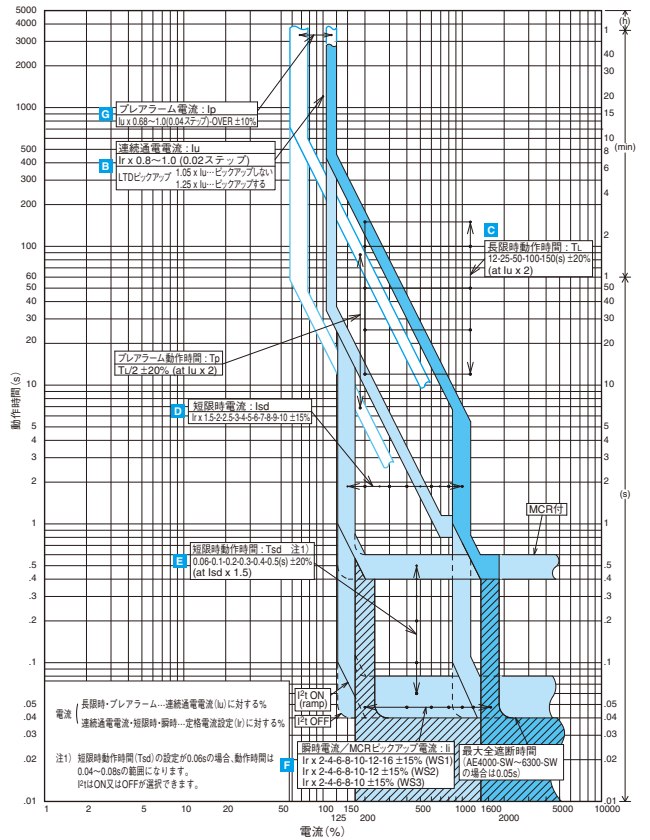 5000
4000
3000
2000
1000
500
400
300
200
100
60
50
40
30
20
10
5
4
3
2
1
.5
.4
.3
.2
.1
.05
.04
.03
.02
.01
動作時間(s)
(h)
1
40
30
20
15
10
8
6
4
2
1
(min)
50
40
30
20
15
10
8
6
5
4
3
2
1
(s)
G
プレアラーム電流 : Ip
Iu x 0.68〜1.0(0.04ステップ)-OVER ±10%
B
連続通電電流 : Iu
Ir x 0.8〜1.0 (0.02ステップ)
LTDピックアップ 1.05 x Iu…ピックアップしない
1.25 x Iu…ピックアップする
C
長限時動作時間 : TL
12-25-50-100-150(s) ±20%
(at Iu x 2)
プレアラーム動作時間 : Tp
TL/2 ±20% (at Iu x 2)
D
短限時電流 : Isd
Ir x 1.5-2-2.5-3-4-5-6-7-8-9-10 ±15%
MCR付
E
短限時動作時間 : Tsd 注1)
0.06-0.1-0.2-0.3-0.4-0.5(s) ±20%
(at Isd x 1.5)
I²t ON
(ramp)
I²t OFF
電流
長限時・プレアラーム…連続通電電流(Iu)に対する%
連続通電電流・短限時・瞬時…定格電流設定(Ir)に対する%
注1) 短限時動作時間(Tsd)の設定が0.06sの場合、動作時間は
0.04〜0.08sの範囲になります。
I²tはON又はOFFが選択できます。
F
瞬時電流/MCRピックアップ電流 : Ii
Ir x 2-4-6-8-10-12-16 ±15% (WS1)
Ir x 2-4-6-8-10-12 ±15% (WS2)
Ir x 2-4-6-8-10 ±15% (WS3)
最大全遮断時間
(AE4000-SW〜6300-SW
の場合は0.05s)
1 2 3 4 5 10 20 30 40 50 60 100 125 150 200 500 1000 2000 5000 10000
電流(%)